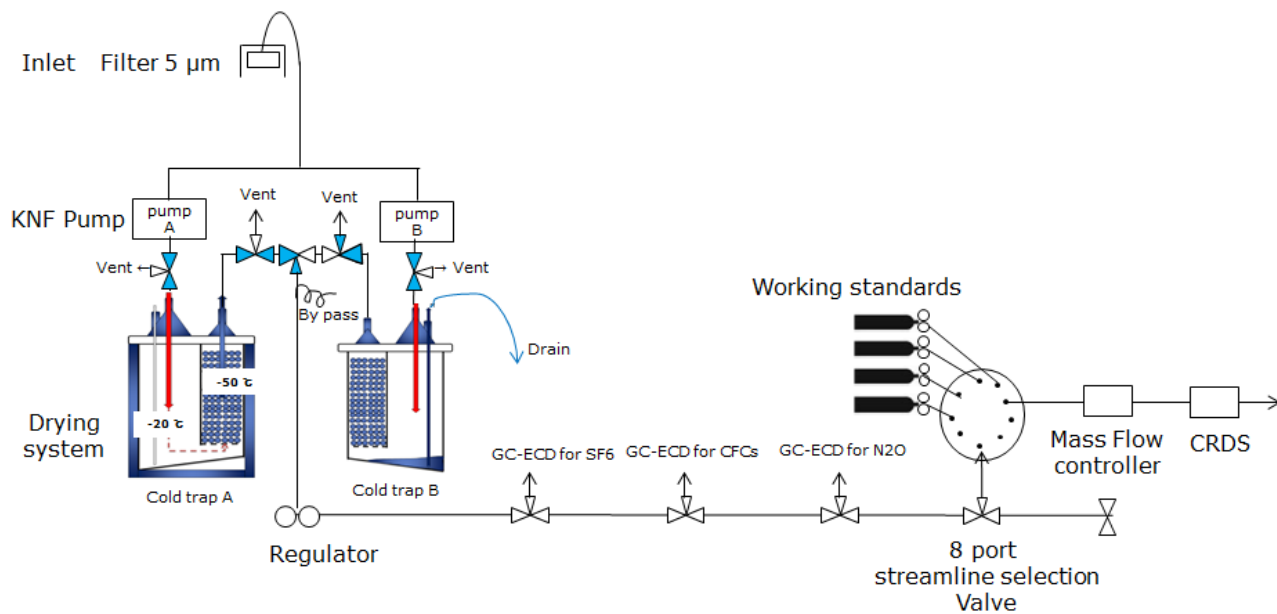 Inlet Filter 5 μm
KNF Pump
pump
A
Vent
Vent
pump
B
Vent
Vent
By pass
Drain
-50 ℃
-20 ℃
Drying
system
Cold trap A
Cold trap B
Regulator
GC-ECD for SF6
GC-ECD for CFCs
GC-ECD for N2O
Working standards
Mass Flow
controller
CRDS
8 port
streamline selection
Valve